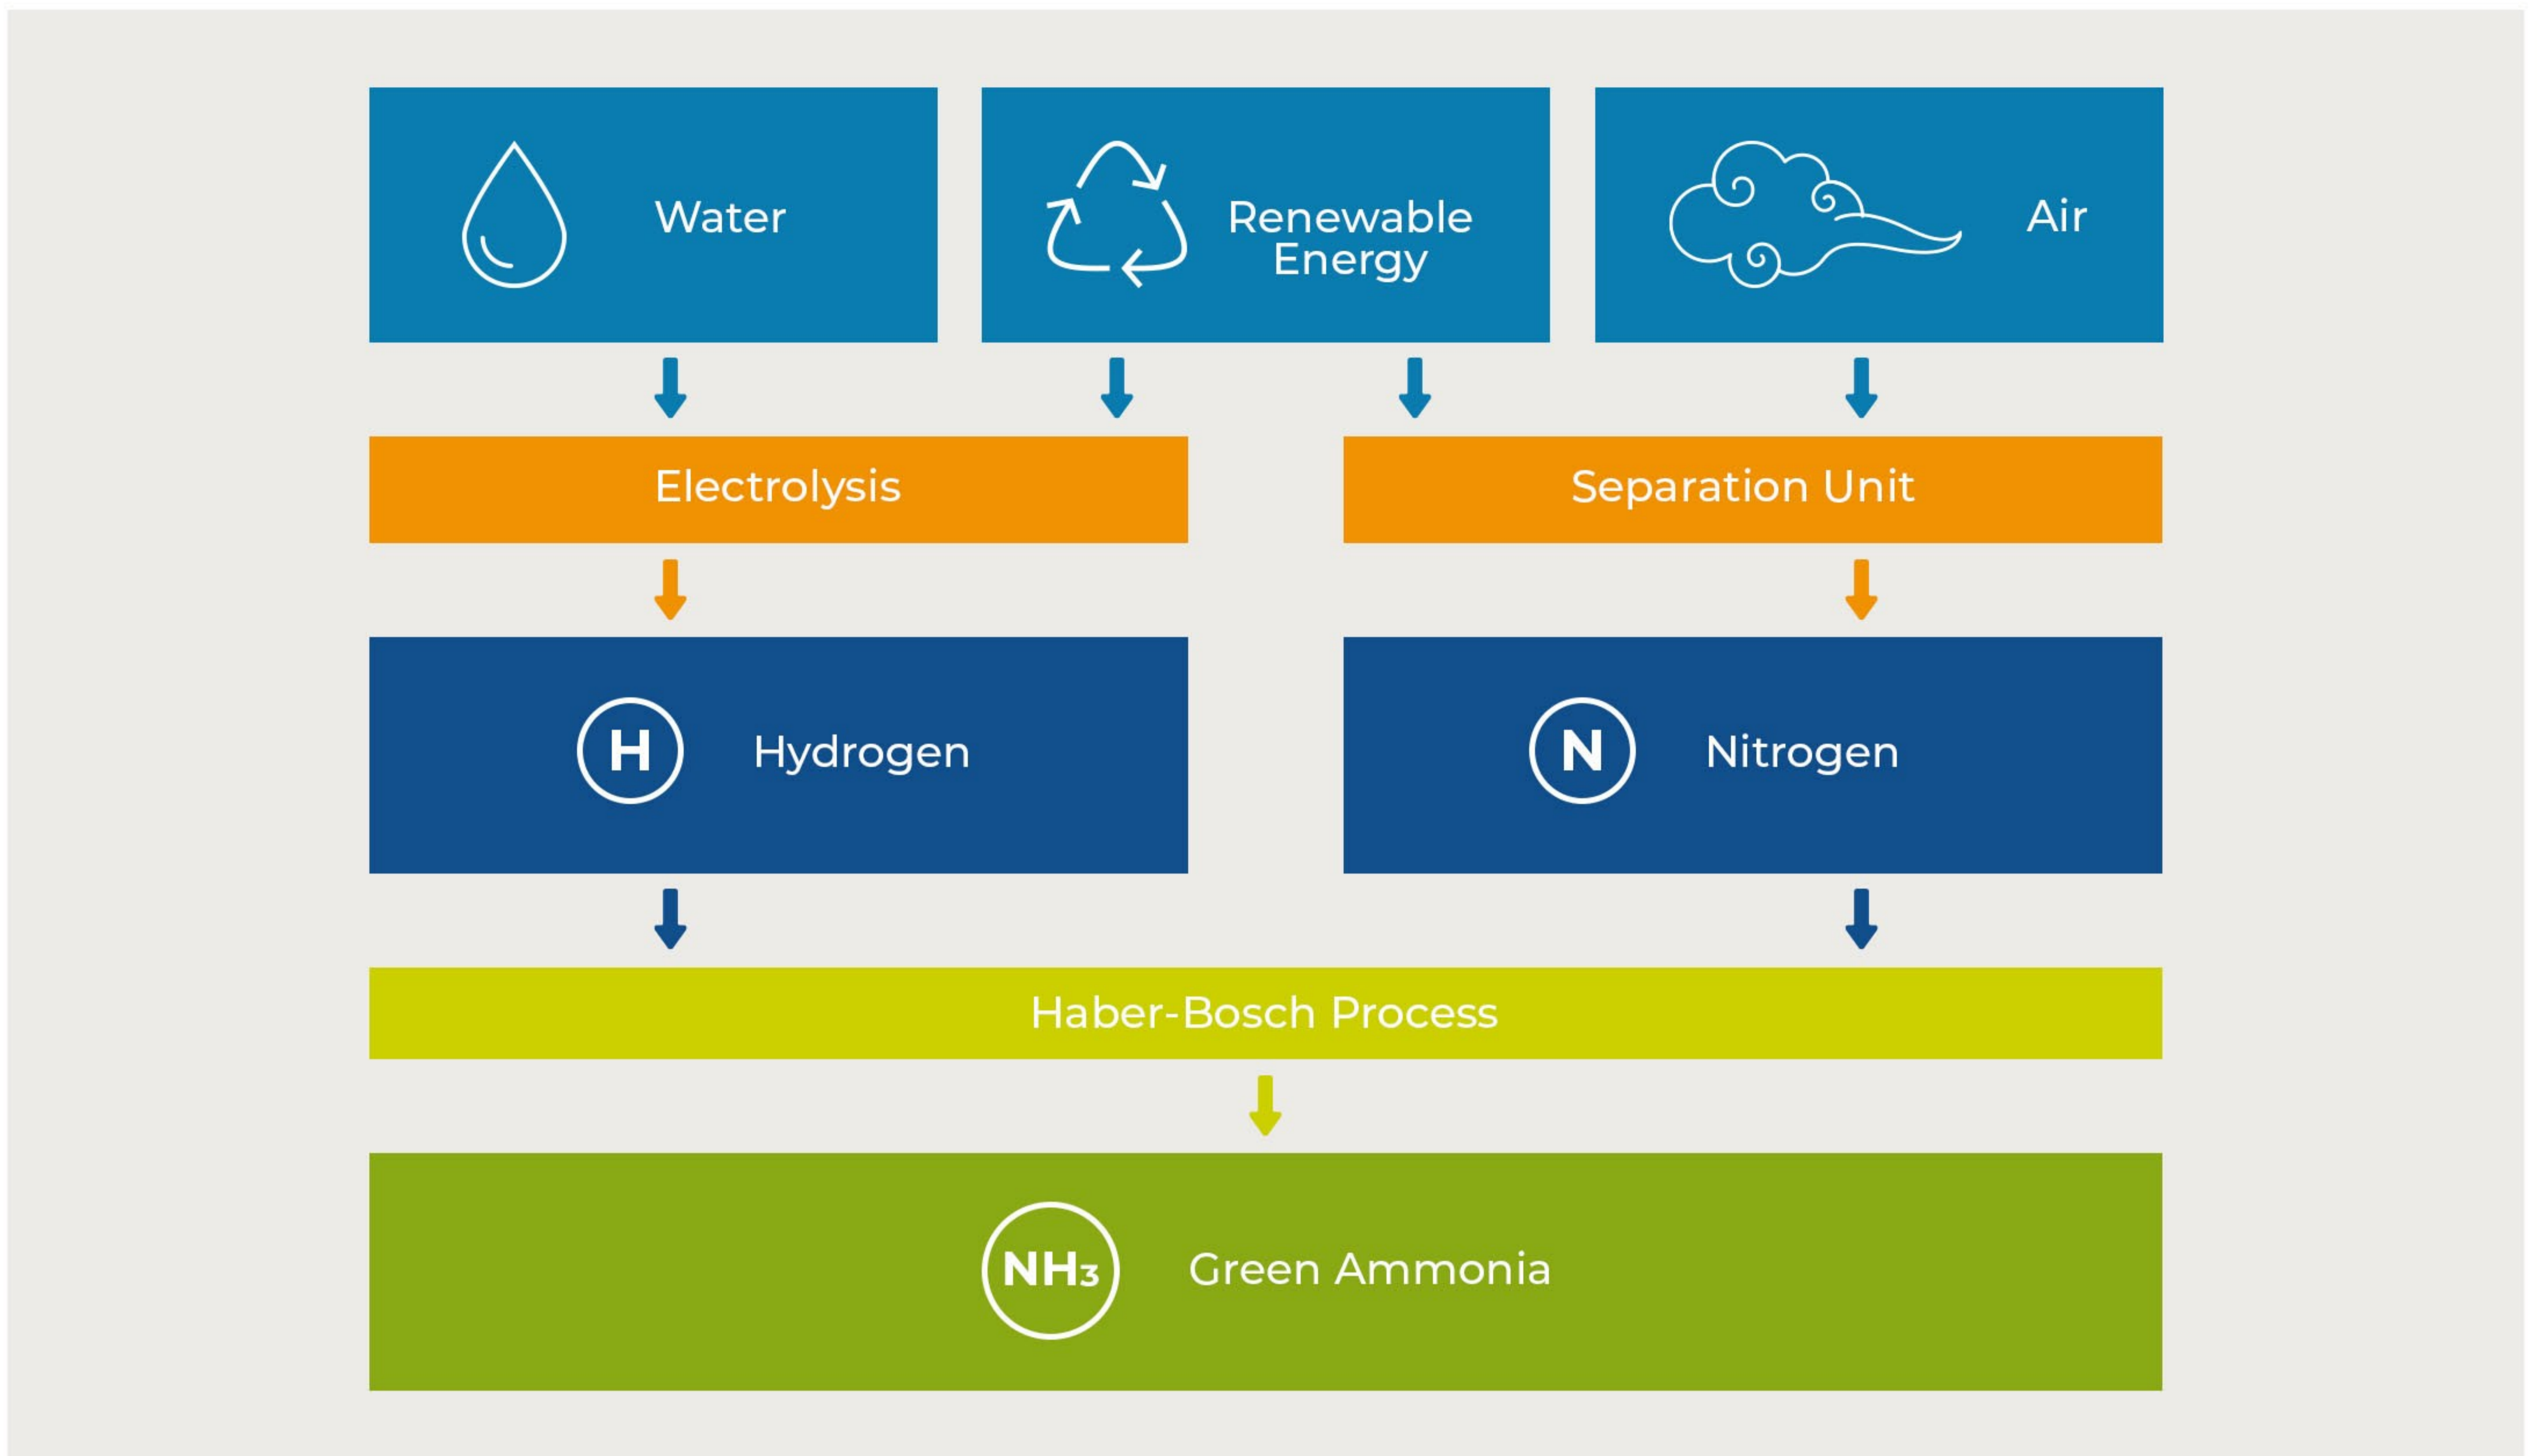 Water
Renewable
Energy
Air
Electrolysis
Separation Unit
H
Hydrogen
N
Nitrogen
Haber-Bosch Process
NH₃
Green Ammonia